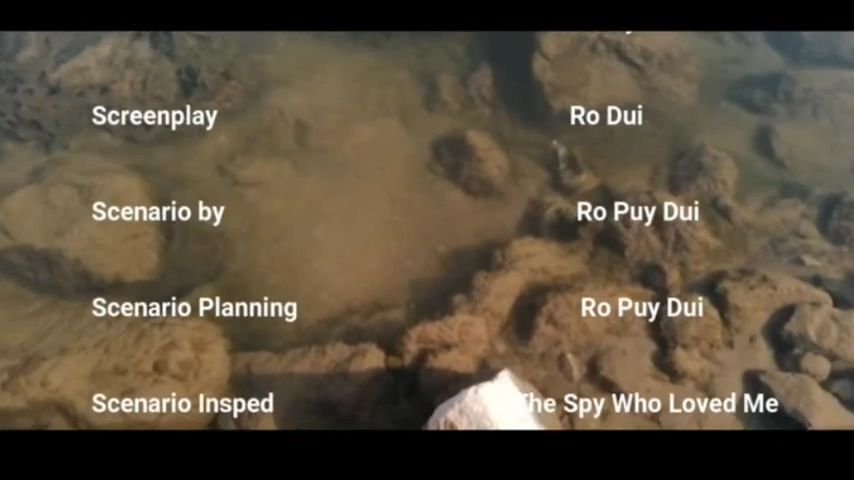 Screenplay Ro Dui
Scenario by Ro Puy Dui
Scenario Planning Ro Puy Dui
Scenario Insped The Spy Who Loved Me